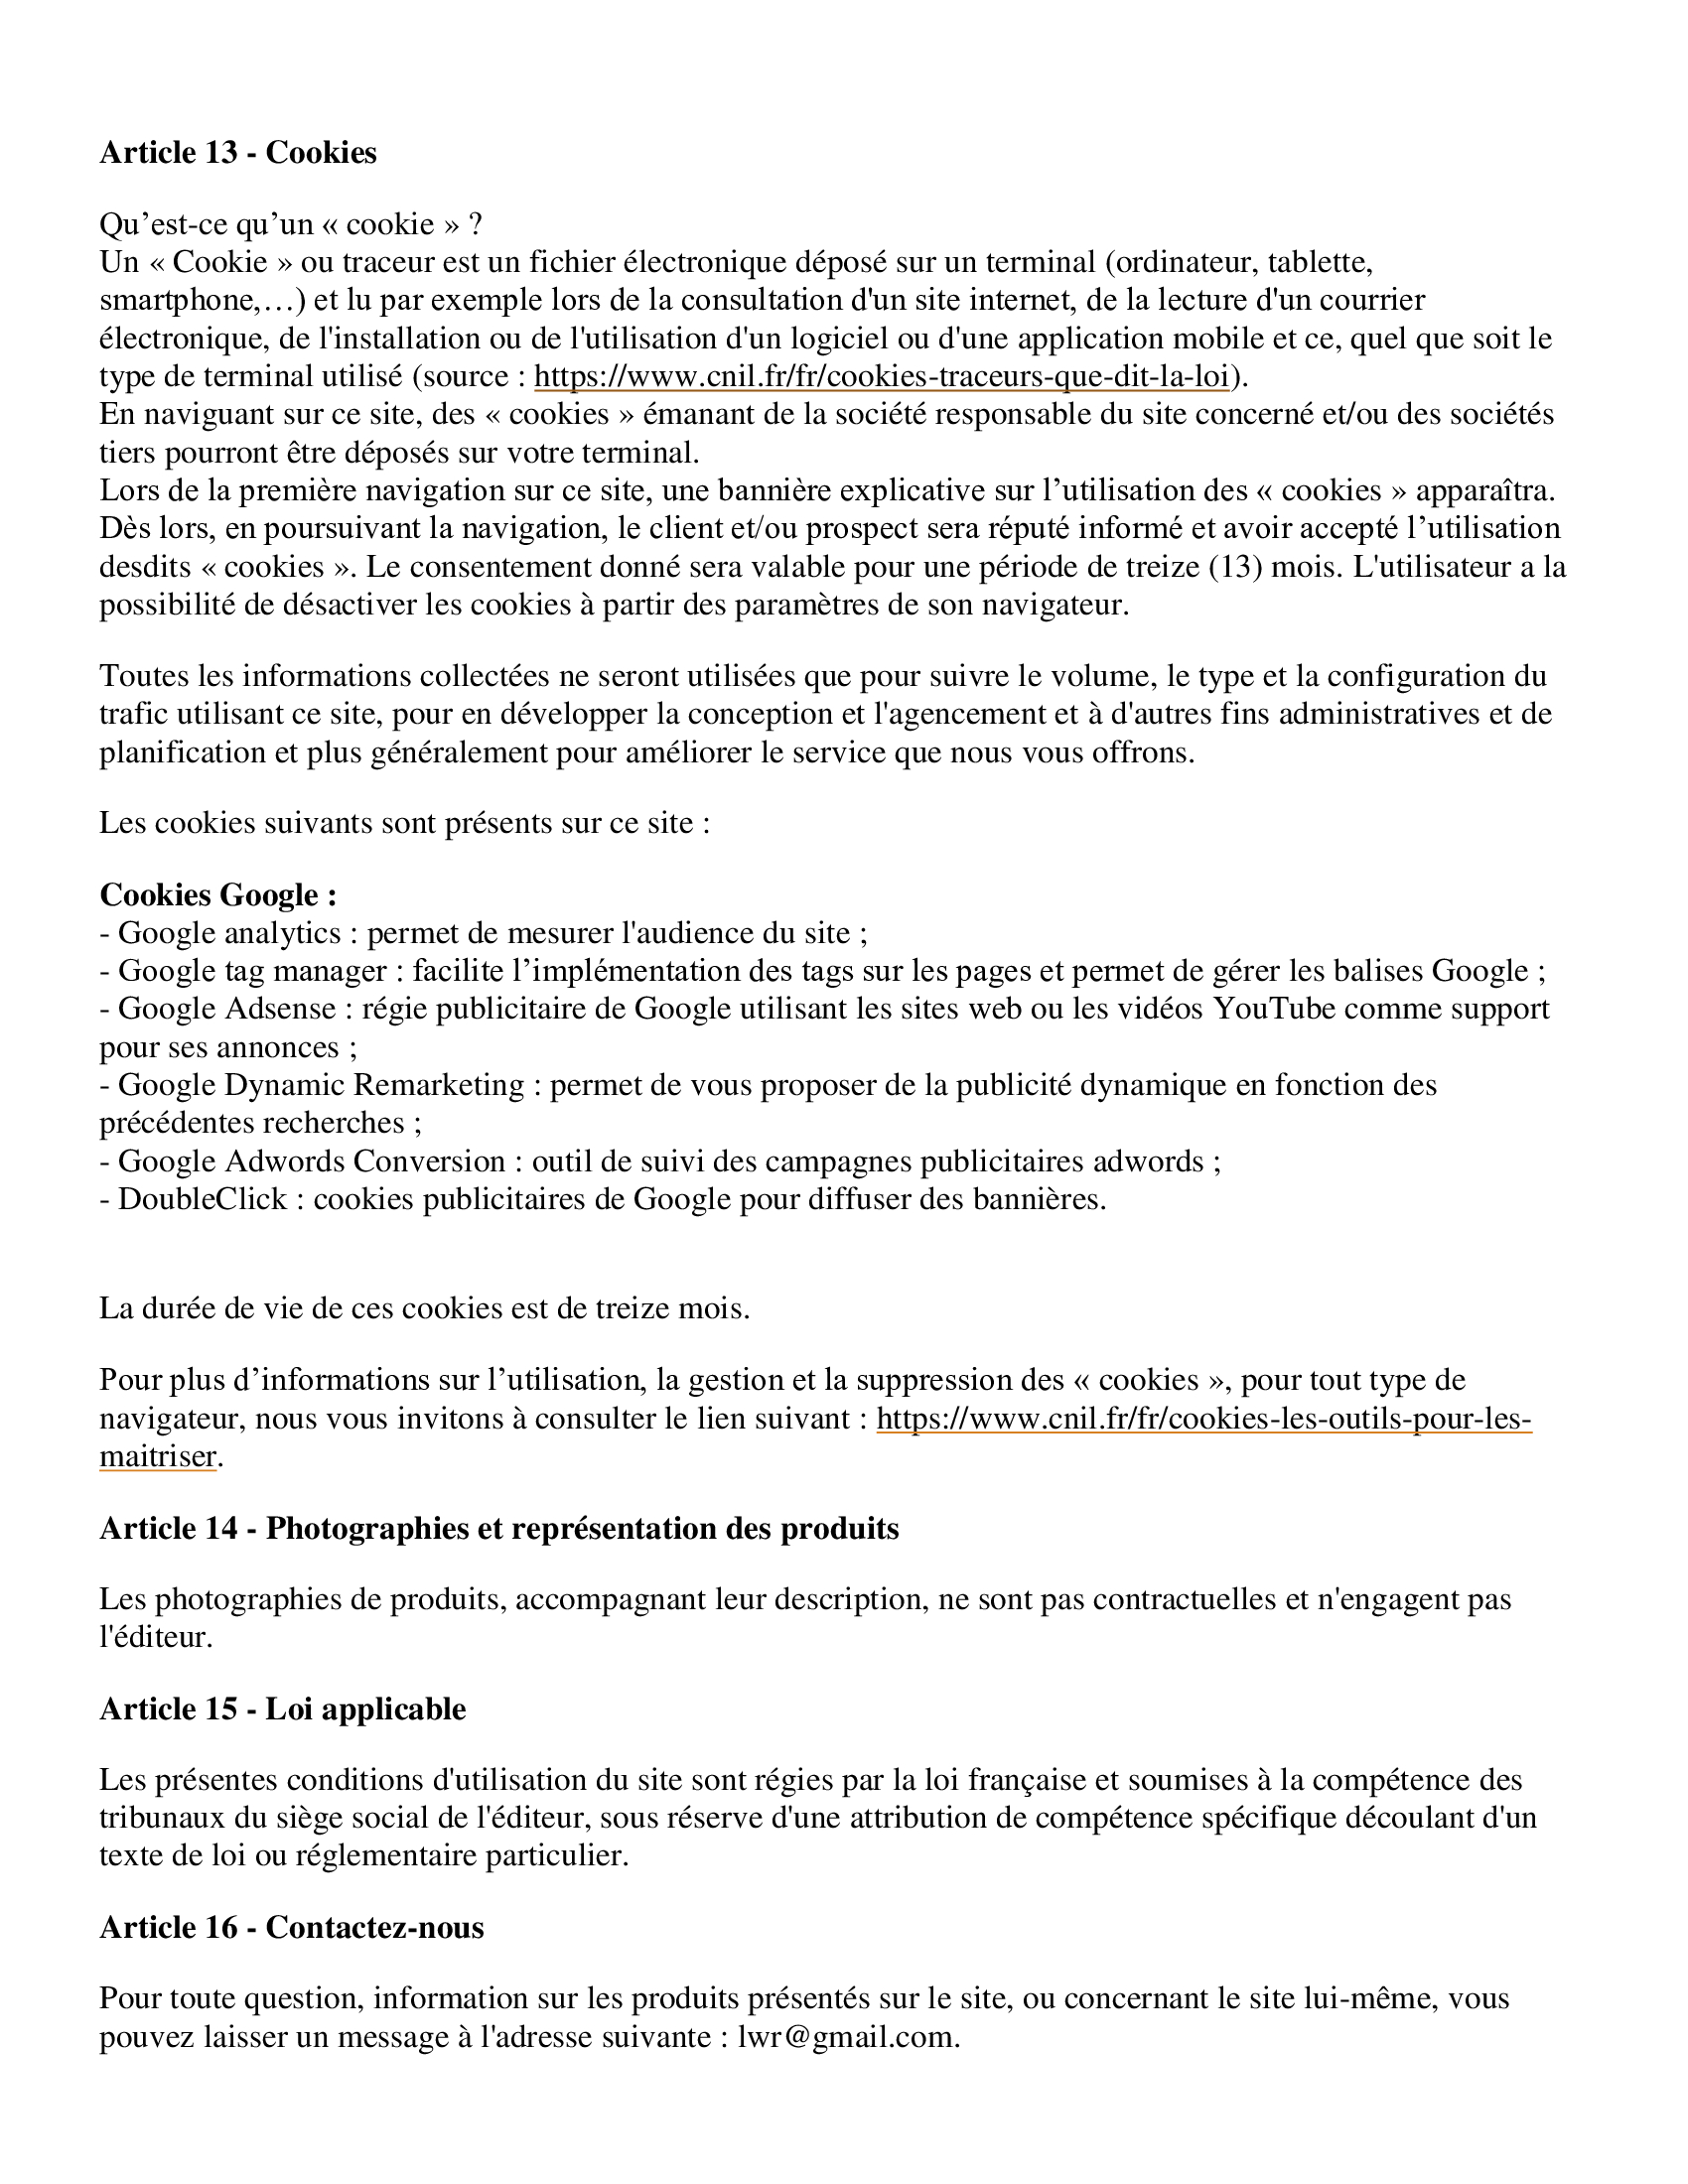 Article 13 - Cookies
Qu’est-ce qu’un « cookie » ?
Un « Cookie » ou traceur est un fichier électronique déposé sur un terminal (ordinateur, tablette,
smartphone,…) et lu par exemple lors de la consultation d'un site internet, de la lecture d'un courrier
électronique, de l'installation ou de l'utilisation d'un logiciel ou d'une application mobile et ce, quel que soit le
type de terminal utilisé (source : https://www.cnil.fr/fr/cookies-traceurs-que-dit-la-loi).
En naviguant sur ce site, des « cookies » émanant de la société responsable du site concerné et/ou des sociétés
tiers pourront être déposés sur votre terminal.
Lors de la première navigation sur ce site, une bannière explicative sur l’utilisation des « cookies » apparaîtra.
Dès lors, en poursuivant la navigation, le client et/ou prospect sera réputé informé et avoir accepté l’utilisation
desdits « cookies ». Le consentement donné sera valable pour une période de treize (13) mois. L'utilisateur a la
possibilité de désactiver les cookies à partir des paramètres de son navigateur.
Toutes les informations collectées ne seront utilisées que pour suivre le volume, le type et la configuration du
trafic utilisant ce site, pour en développer la conception et l'agencement et à d'autres fins administratives et de
planification et plus généralement pour améliorer le service que nous vous offrons.
Les cookies suivants sont présents sur ce site :
Cookies Google :
- Google analytics : permet de mesurer l'audience du site ;
- Google tag manager : facilite l’implémentation des tags sur les pages et permet de gérer les balises Google ;
- Google Adsense : régie publicitaire de Google utilisant les sites web ou les vidéos YouTube comme support
pour ses annonces ;
- Google Dynamic Remarketing : permet de vous proposer de la publicité dynamique en fonction des
précédentes recherches ;
- Google Adwords Conversion : outil de suivi des campagnes publicitaires adwords ;
- DoubleClick : cookies publicitaires de Google pour diffuser des bannières.
La durée de vie de ces cookies est de treize mois.
Pour plus d’informations sur l’utilisation, la gestion et la suppression des « cookies », pour tout type de
navigateur, nous vous invitons à consulter le lien suivant : https://www.cnil.fr/fr/cookies-les-outils-pour-les-
maitriser.
Article 14 - Photographies et représentation des produits
Les photographies de produits, accompagnant leur description, ne sont pas contractuelles et n'engagent pas
l'éditeur.
Article 15 - Loi applicable
Les présentes conditions d'utilisation du site sont régies par la loi française et soumises à la compétence des
tribunaux du siège social de l'éditeur, sous réserve d'une attribution de compétence spécifique découlant d'un
texte de loi ou réglementaire particulier.
Article 16 - Contactez-nous
Pour toute question, information sur les produits présentés sur le site, ou concernant le site lui-même, vous
pouvez laisser un message à l'adresse suivante : lwr@gmail.com.